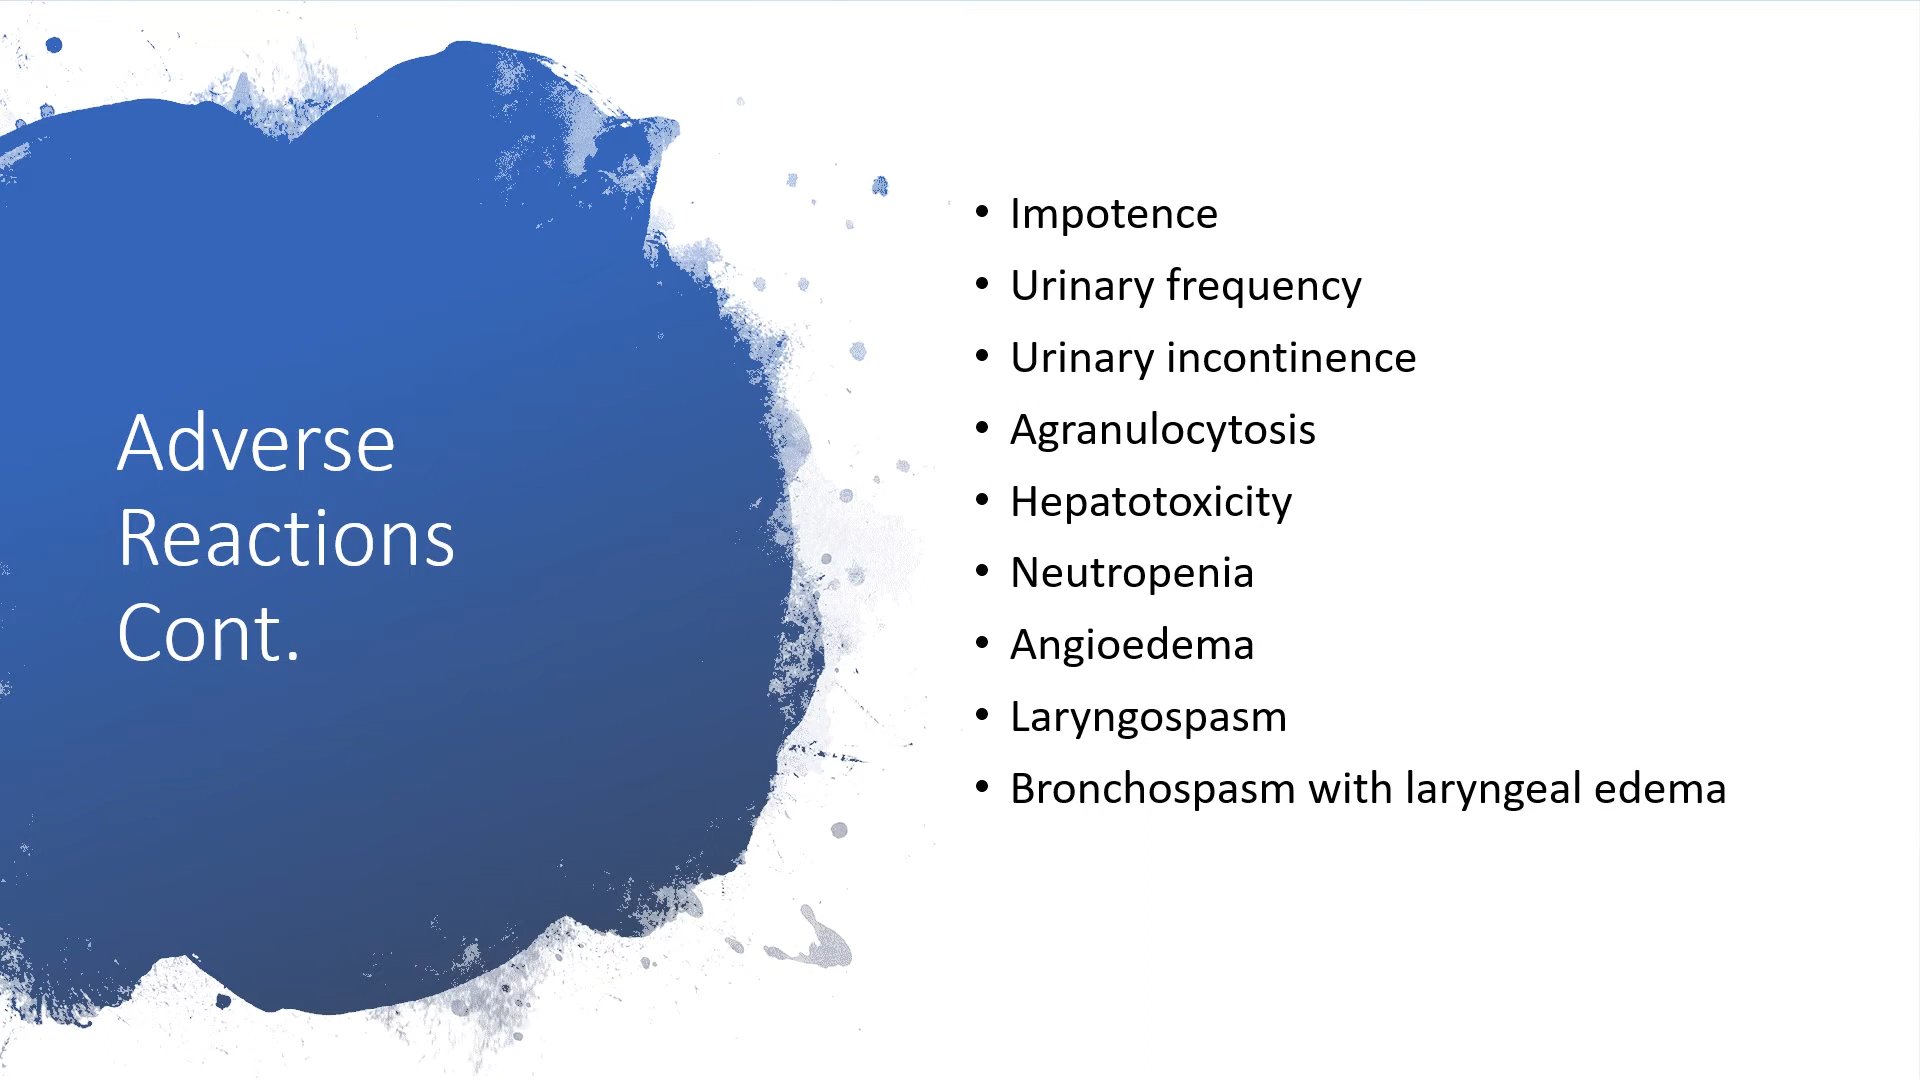 Adverse
Reactions
Cont.
• Impotence
• Urinary frequency
• Urinary incontinence
• Agranulocytosis
• Hepatotoxicity
• Neutropenia
• Angioedema
• Laryngospasm
• Bronchospasm with laryngeal edema